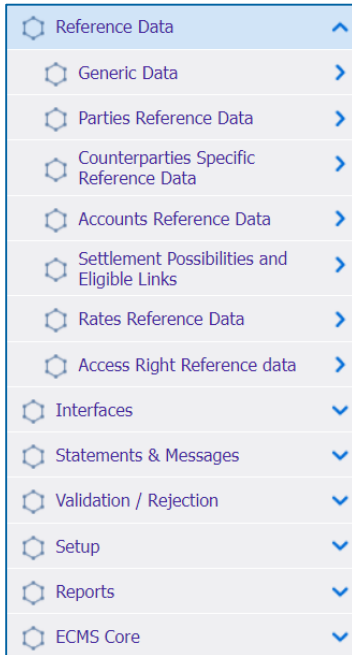 Reference Data
Generic Data
Parties Reference Data
Counterparties Specific
Reference Data
Accounts Reference Data
Settlement Possibilities and
Eligible Links
Rates Reference Data
Access Right Reference data
Interfaces
Statements & Messages
Validation / Rejection
Setup
Reports
ECMS Core